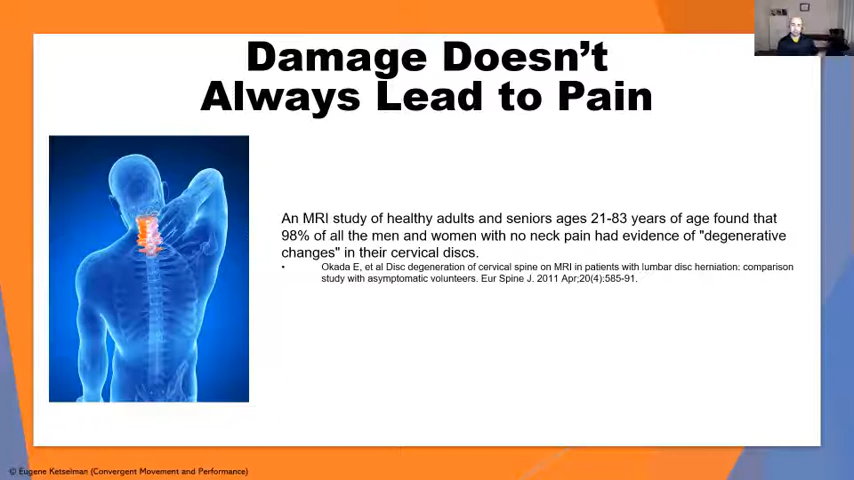 Damage Doesn’t
Always Lead to Pain
An MRI study of healthy adults and seniors ages 21-83 years of age found that
98% of all the men and women with no neck pain had evidence of "degenerative
changes" in their cervical discs.
• Okada E, et al Disc degeneration of cervical spine on MRI in patients with lumbar disc herniation: comparison
study with asymptomatic volunteers. Eur Spine J. 2011 Apr;20(4):585-91.
© Eugene Ketselman (Convergent Movement and Performance)